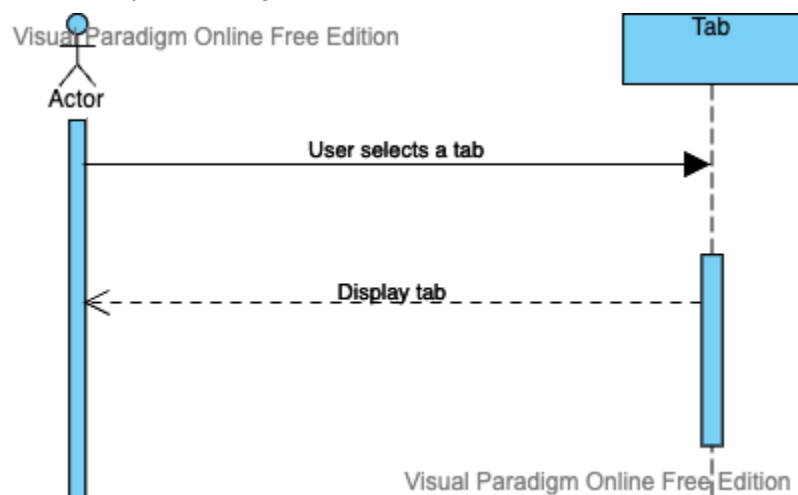 Visual Paradigm Online Free Edition
Tab
Actor
User selects a tab
Display tab
Visual Paradigm Online Free Edition